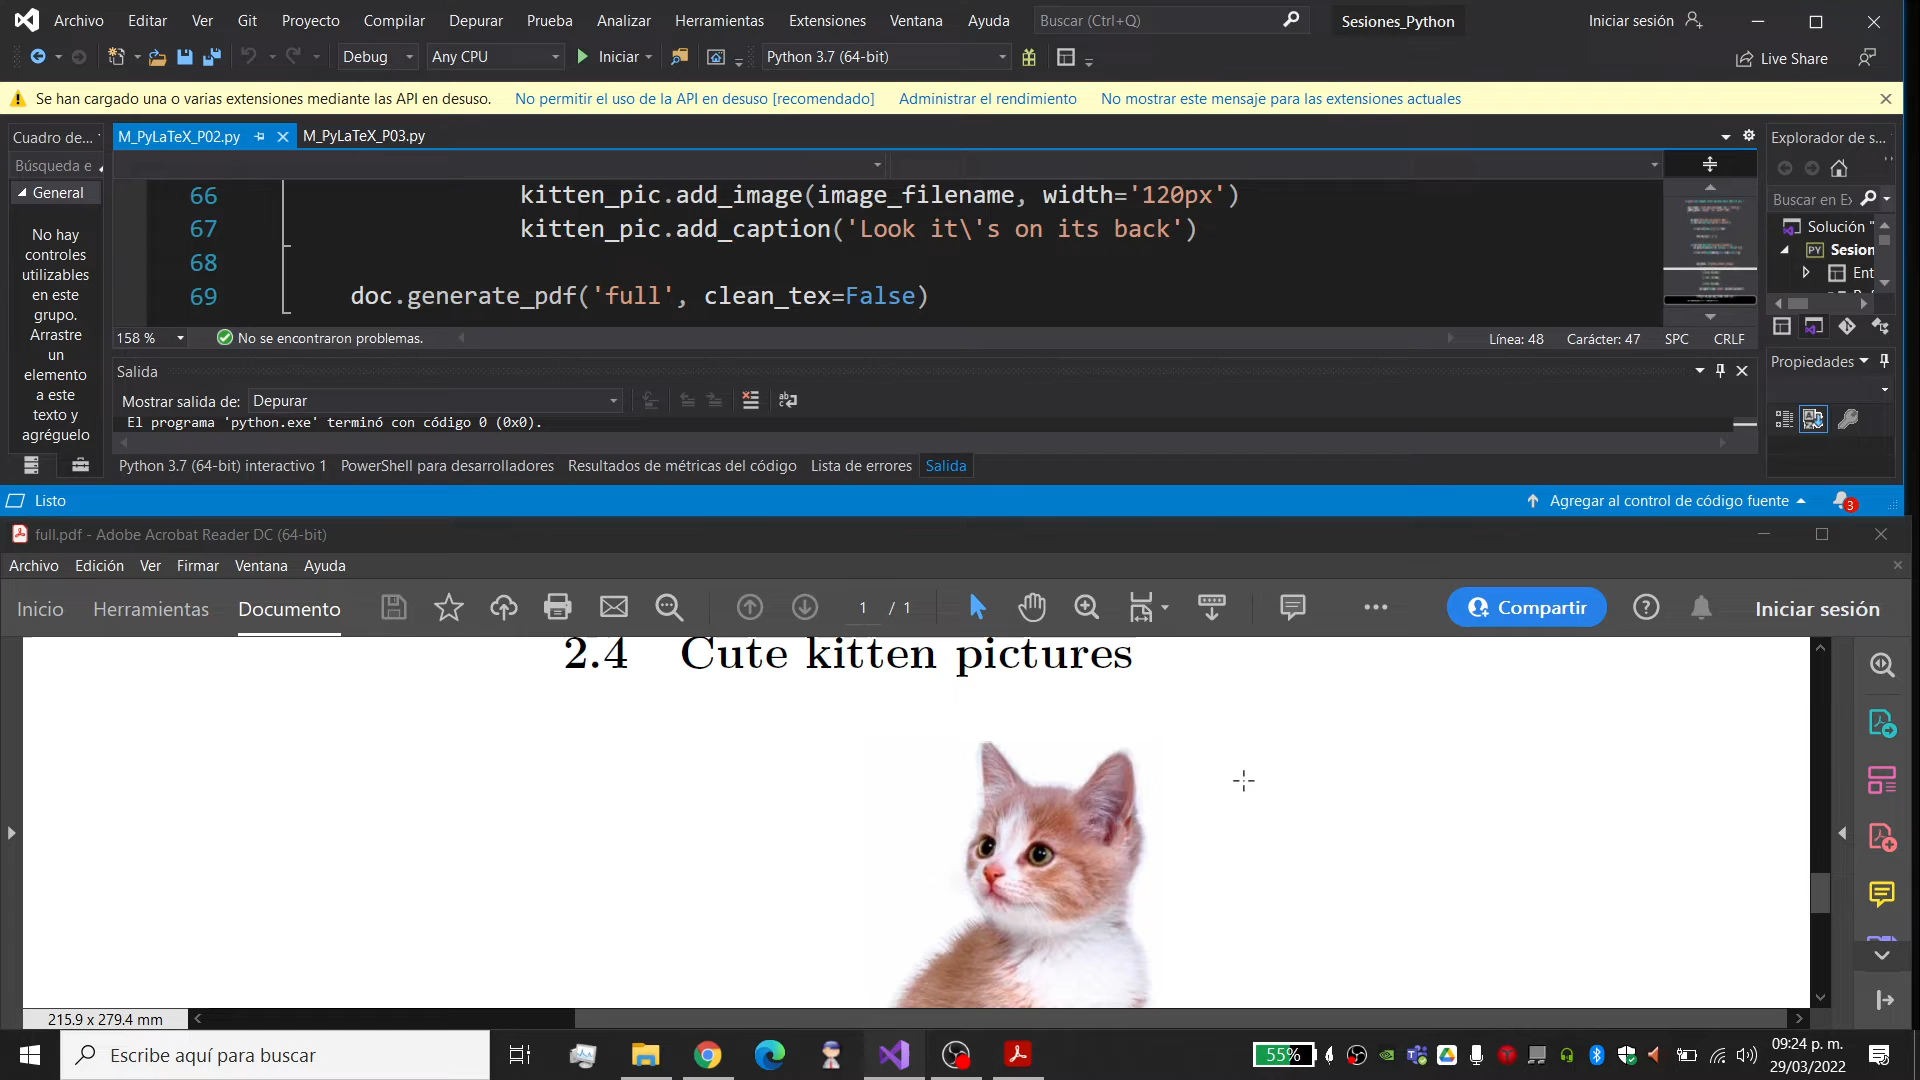 Archivo Editar Ver Git Proyecto Compilar Depurar Prueba Analizar Herramientas Extensiones Ventana Ayuda Buscar (Ctrl+Q) Sesiones_Python Iniciar sesión
Debug Any CPU Iniciar Python 3.7 (64-bit) Live Share
Se han cargado una o varias extensiones mediante las API en desuso. No permitir el uso de la API en desuso [recomendado] Administrar el rendimiento No mostrar este mensaje para las extensiones actuales
Cuadro de... M_PyLaTeX_P02.py M_PyLaTeX_P03.py Explorador de s...
Búsqueda e
General
No hay
controles
utilizables
en este
grupo.
Arrastre
un
elemento
a este
texto y
agréguelo
66 kitten_pic.add_image(image_filename, width='120px')
67 kitten_pic.add_caption('Look it\'s on its back')
68
69 doc.generate_pdf('full', clean_tex=False)
Buscar en Ex
Solución "
PY Sesion
Ent
158 % No se encontraron problemas. Línea: 48 Carácter: 47 SPC CRLF
Salida
Propiedades
Mostrar salida de: Depurar
El programa 'python.exe' terminó con código 0 (0x0).
Python 3.7 (64-bit) interactivo 1 PowerShell para desarrolladores Resultados de métricas del código Lista de errores Salida
Listo Agregar al control de código fuente 3
full.pdf - Adobe Acrobat Reader DC (64-bit)
Archivo Edición Ver Firmar Ventana Ayuda
Inicio Herramientas Documento 1 / 1 Compartir Iniciar sesión
2.4 Cute kitten pictures
215.9 x 279.4 mm
Escribe aquí para buscar 55% 09:24 p. m.
29/03/2022